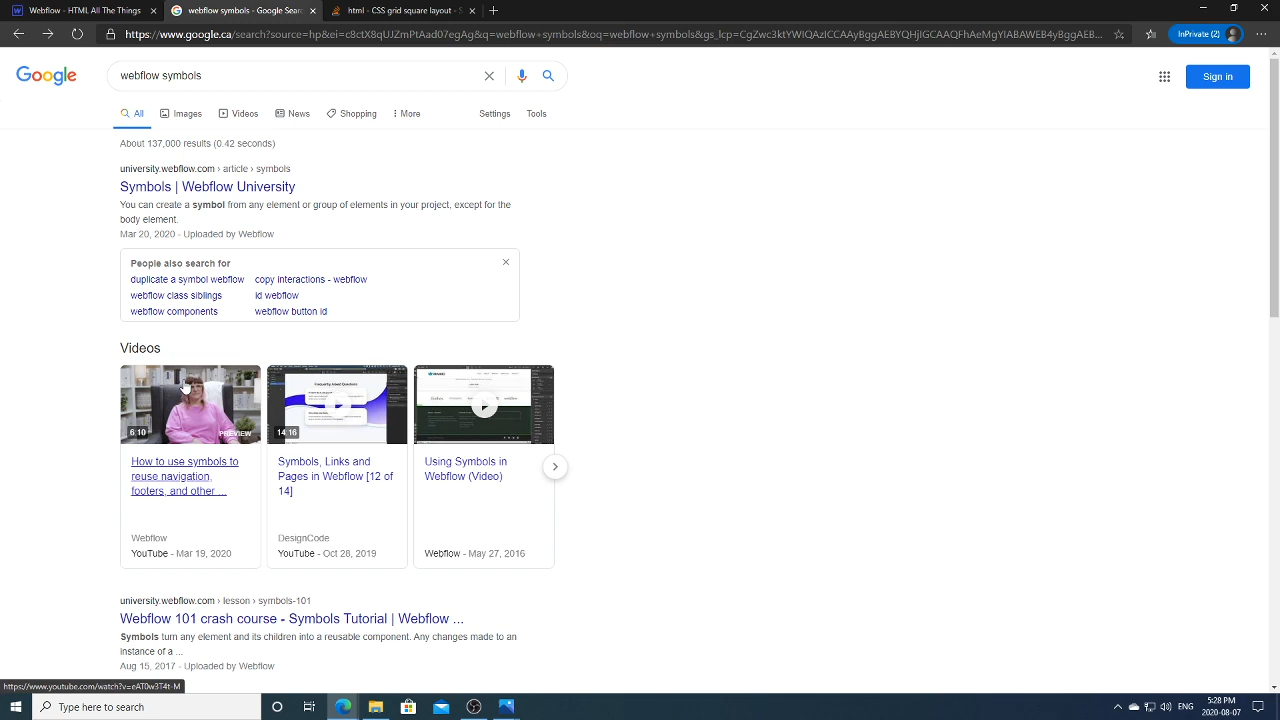 Webflow - HTML All The Things
webflow symbols - Google Sear
html - CSS grid square layout - S
https://www.google.ca/search?source=hp&ei=c8ctX8qUJZmPtAad07egAg&q=webflow+symbols&oq=webflow+symbols&gs_lcp=CgZwc3ktYWIQAzICCAAyBggAEBYQHjIGCAAQFhAeMgYIABAWEB4yBggAEB...
InPrivate (2)
Google
webflow symbols
Sign in
All Images Videos News Shopping More Settings Tools
About 137,000 results (0.42 seconds)
university.webflow.com › article › symbols
Symbols | Webflow University
You can create a symbol from any element or group of elements in your project, except for the
body element.
Mar 20, 2020 - Uploaded by Webflow
People also search for
duplicate a symbol webflow copy interactions - webflow
webflow class siblings id webflow
webflow components webflow button id
Videos
6:10 PREVIEW
14:16
Frequently Asked Questions
How to use symbols to
reuse navigation,
footers, and other ...
Webflow
YouTube - Mar 19, 2020
Symbols, Links and
Pages in Webflow [12 of
14]
DesignCode
YouTube - Oct 28, 2019
Using Symbols in
Webflow (Video)
Webflow - May 27, 2016
university.webflow.com › lesson › symbols-101
Webflow 101 crash course - Symbols Tutorial | Webflow ...
Symbols turn any element and its children into a reusable component. Any changes made to an
instance of a ...
Aug 15, 2017 - Uploaded by Webflow
https://www.youtube.com/watch?v=eAT0w3T4t-M
Type here to search
ENG
5:28 PM
2020-08-07